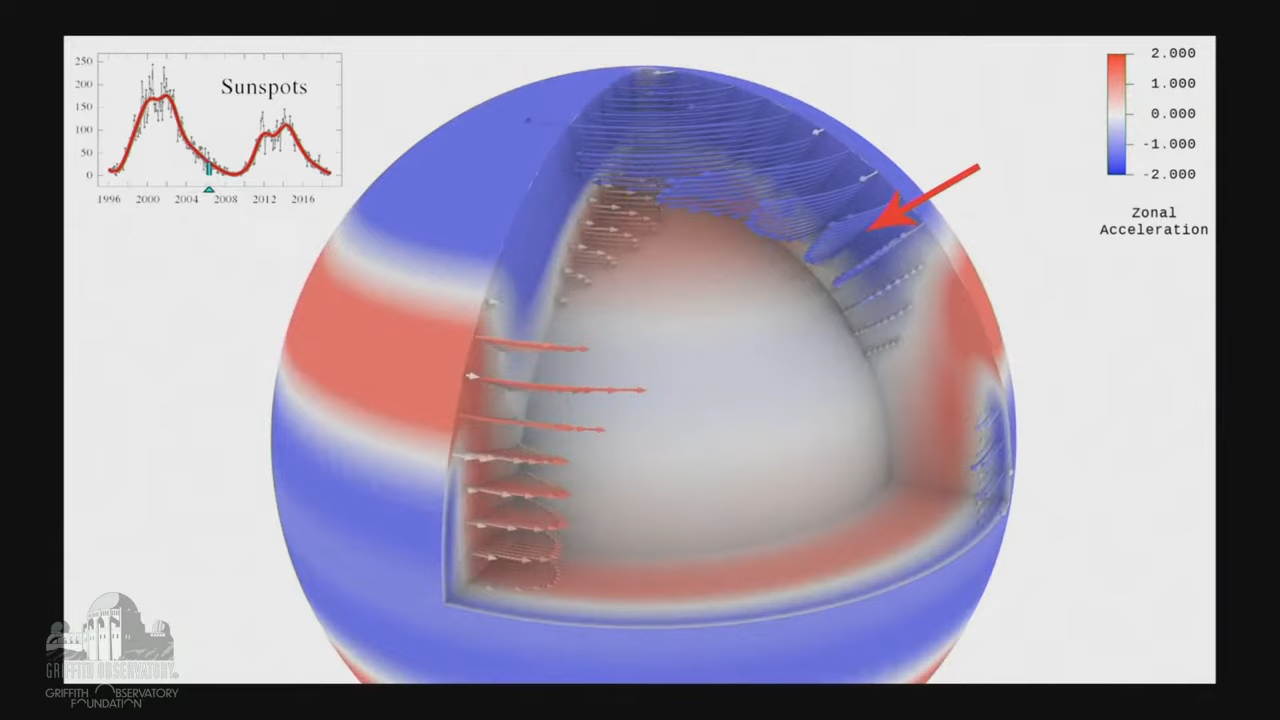 250
200
150
100
50
0
Sunspots
1996 2000 2004 2008 2012 2016
2.000
1.000
0.000
-1.000
-2.000
Zonal
Acceleration
GRIFFITH OBSERVATORY
GRIFFITH OBSERVATORY
FOUNDATION